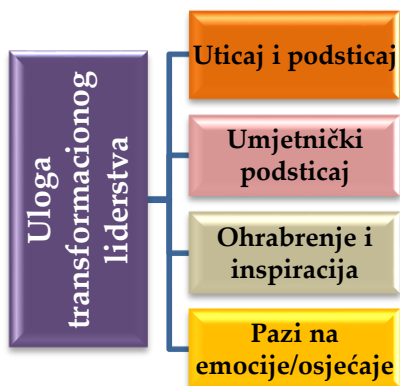 Uloga
transformacionog
liderstva
Uticaj i podsticaj
Umjetnički
podsticaj
Ohrabrenje i
inspiracija
Pazi na
emocije/osjećaje